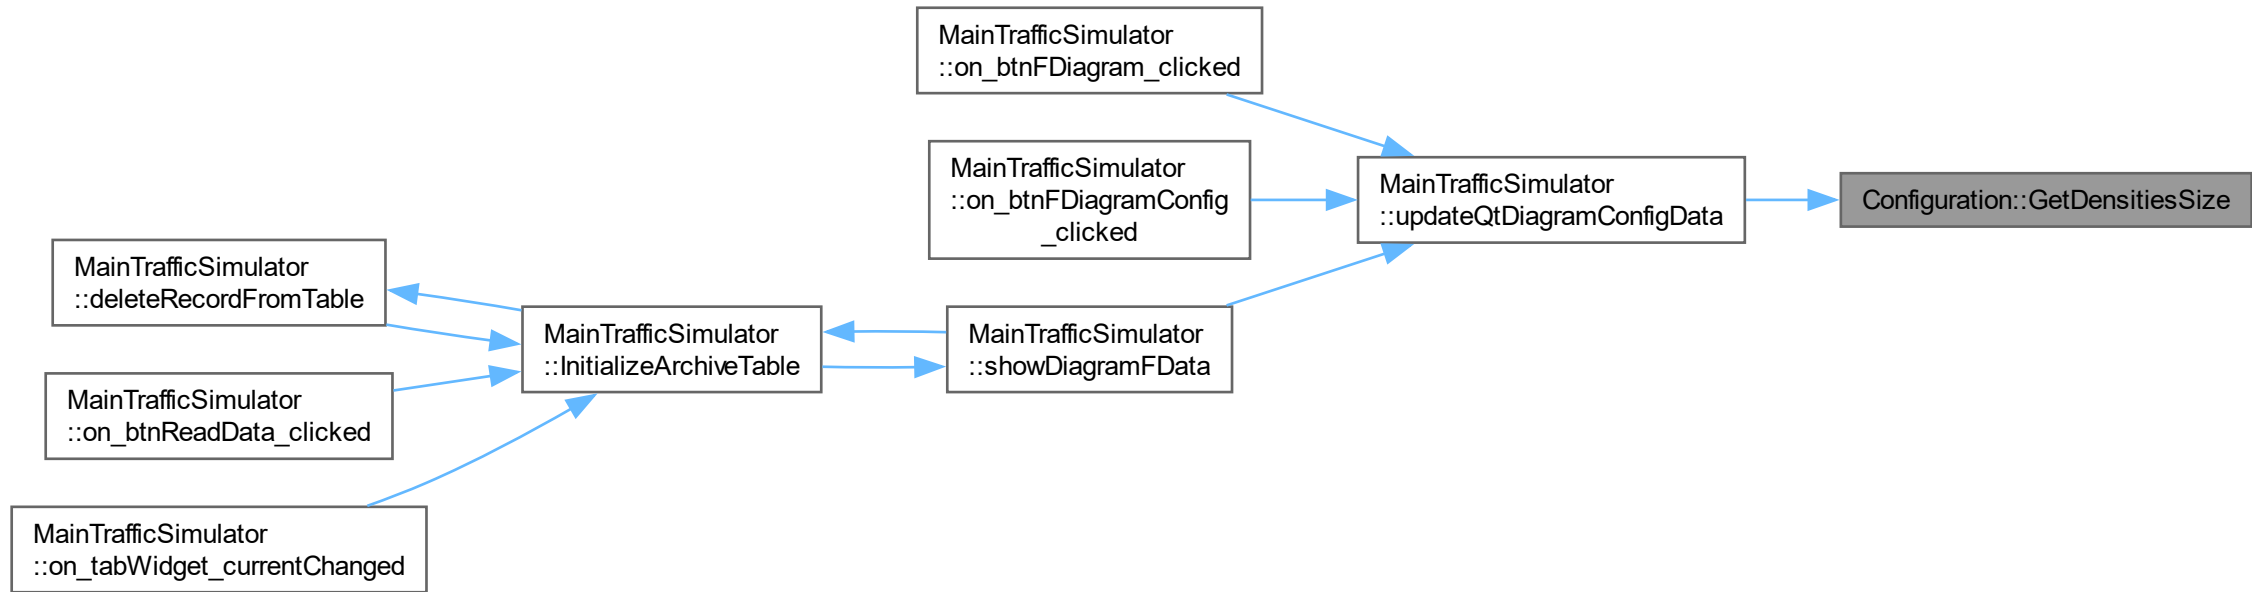 MainTrafficSimulator
::on_btnFDiagram_clicked
MainTrafficSimulator
::on_btnFDiagramConfig
_clicked
MainTrafficSimulator
::updateQtDiagramConfigData
Configuration::GetDensitiesSize
MainTrafficSimulator
::deleteRecordFromTable
MainTrafficSimulator
::InitializeArchiveTable
MainTrafficSimulator
::showDiagramFData
MainTrafficSimulator
::on_btnReadData_clicked
MainTrafficSimulator
::on_tabWidget_currentChanged